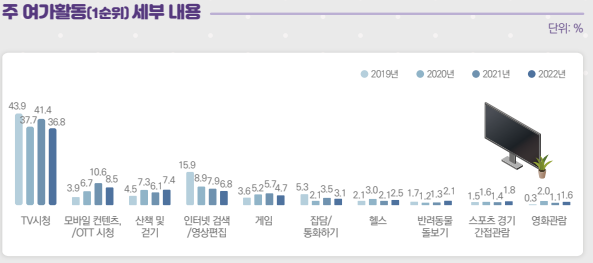 주 여가활동(1순위) 세부 내용
단위: %
2019년 2020년 2021년 2022년
43.9 37.7 41.4 36.8
3.9 6.7 10.6 8.5
4.5 7.3 6.1 7.4
15.9 8.9 7.9 6.8
3.6 5.2 5.7 4.7
5.3 2.1 3.5 3.1
2.1 3.0 2.1 2.5
1.7 1.2 1.3 2.1
1.5 1.6 1.4 1.8
0.3 2.0 1.1 1.6
TV시청 모바일 컨텐츠, 산책 및 인터넷 검색 게임 잡담/ 헬스 반려동물 스포츠 경기 영화관람
/OTT 시청 걷기 /영상편집 통화하기 돌보기 간접관람